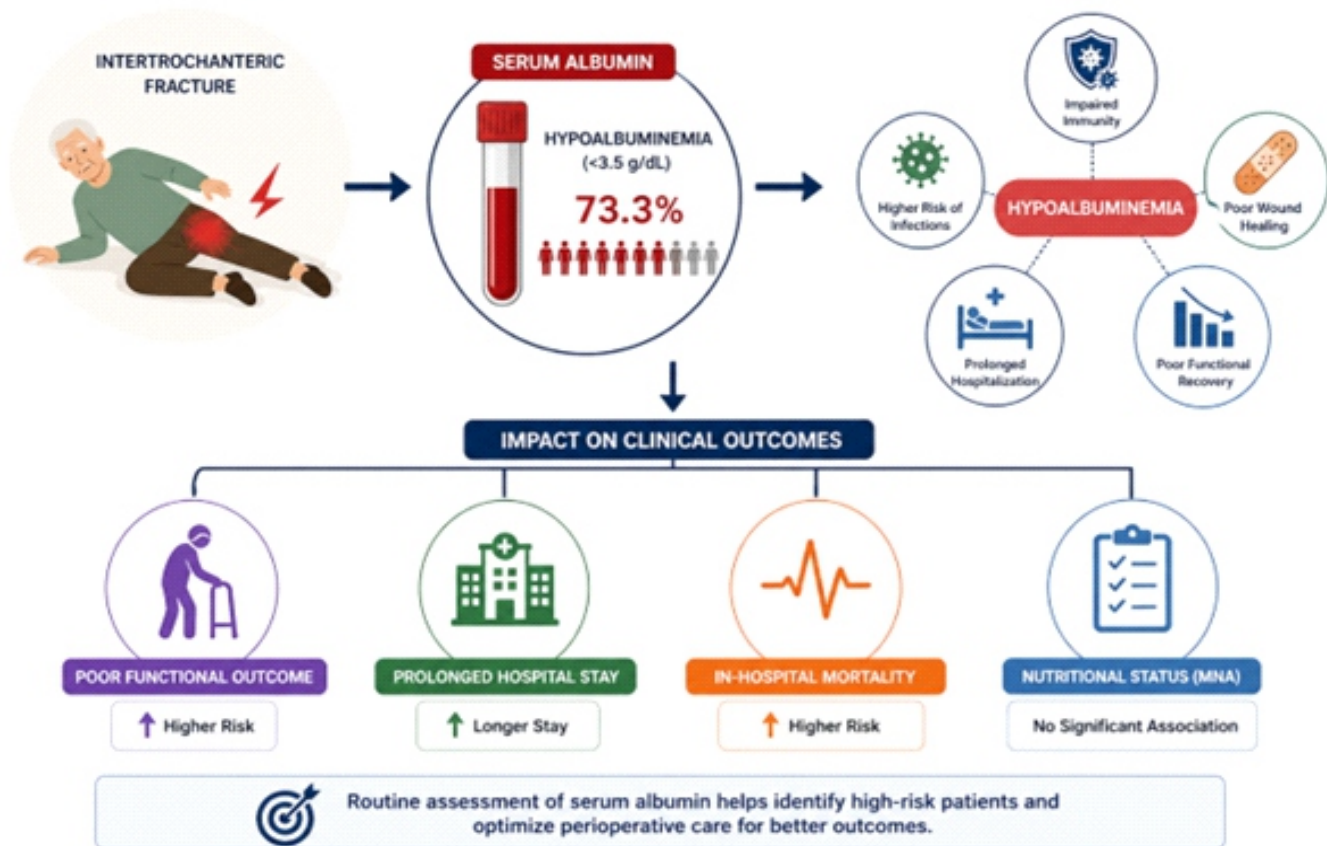 INTERTROCHANTERIC
FRACTURE
SERUM ALBUMIN
HYPOALBUMINEMIA
(<3.5 g/dL)
73.3%
Impaired
Immunity
Higher Risk of
Infections
HYPOALBUMINEMIA
Poor Wound
Healing
Prolonged
Hospitalization
Poor Functional
Recovery
IMPACT ON CLINICAL OUTCOMES
POOR FUNCTIONAL OUTCOME
Higher Risk
PROLONGED HOSPITAL STAY
Longer Stay
IN-HOSPITAL MORTALITY
Higher Risk
NUTRITIONAL STATUS (MNA)
No Significant Association
Routine assessment of serum albumin helps identify high-risk patients and
optimize perioperative care for better outcomes.